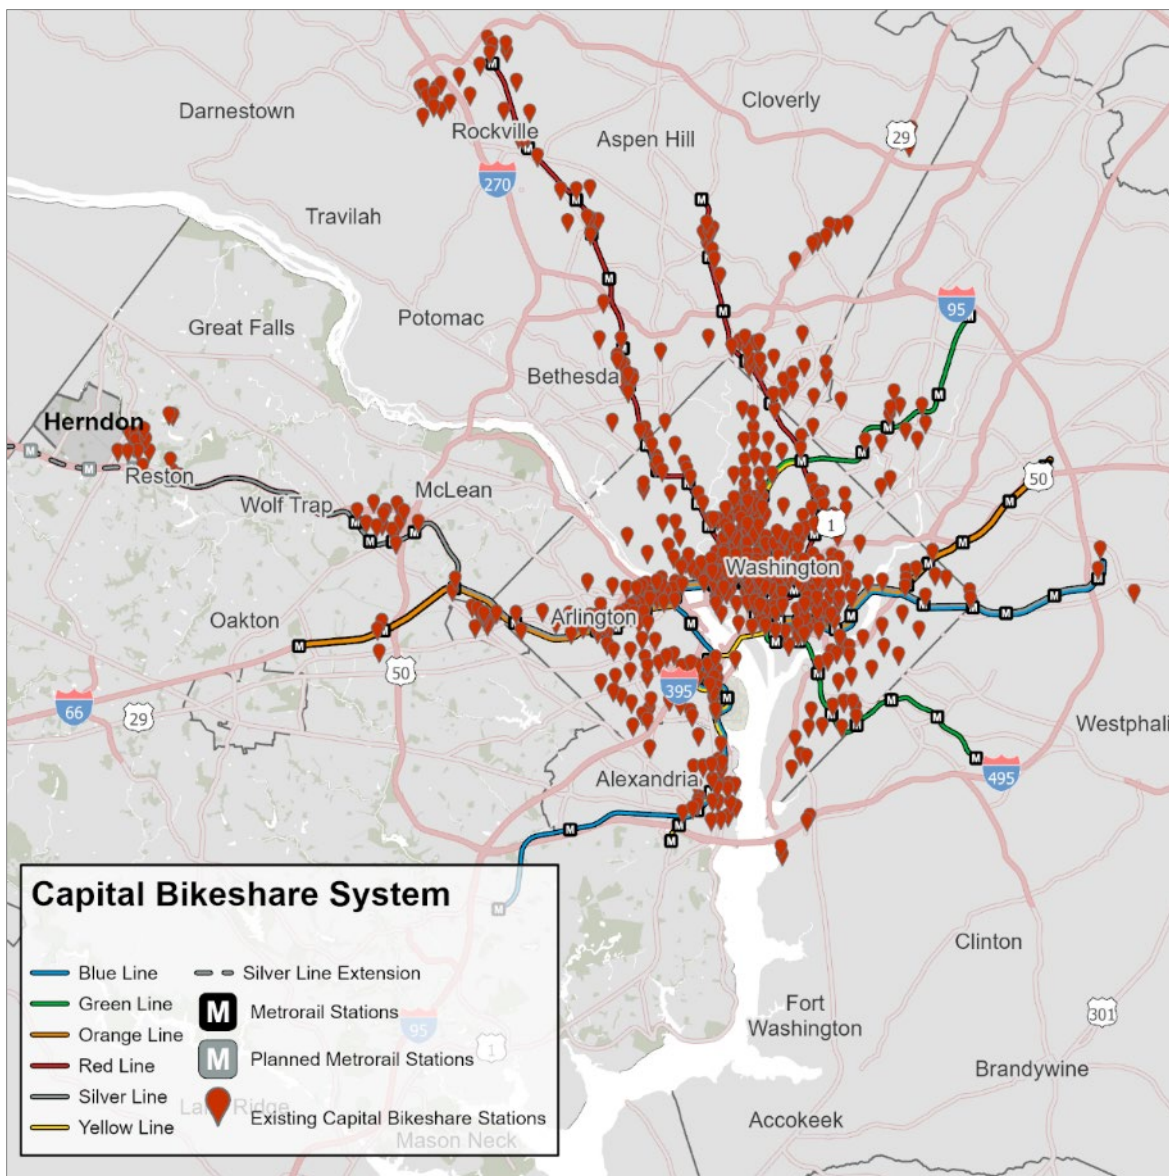 Cloverly
Darnestown
29
Rockville
Aspen Hill
270
Travilah
95
Great Falls
Potomac
Bethesda
Herndon
M
M
Reston
McLean
50
Wolf Trap
1
Washington
Oakton
Arlington
50
395
66
29
Westphali
Alexandria
495
Capital Bikeshare System
Clinton
Blue Line
Silver Line Extension
Green Line
M
Metrorail Stations
Fort
Washington
301
Orange Line
95
1
M
Planned Metrorail Stations
Red Line
Brandywine
Silver Line
Existing Capital Bikeshare Stations
Lake Ridge
Accokeek
Yellow Line
Mason Neck